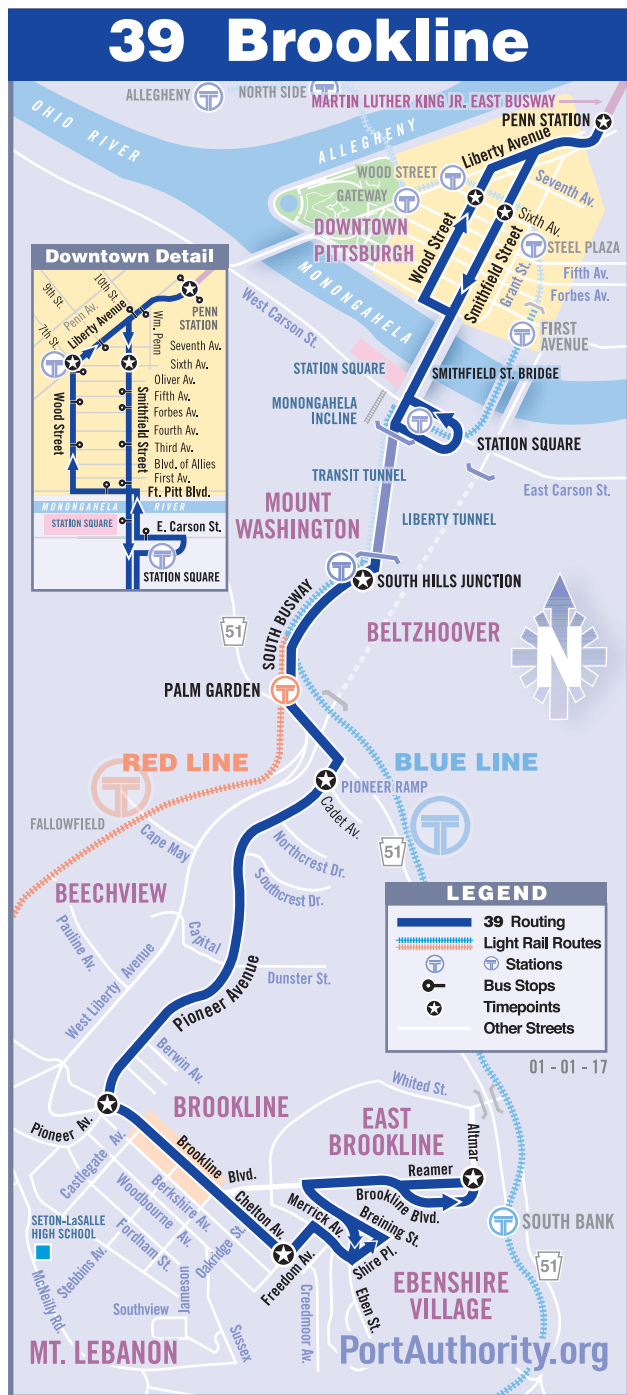 39 Brookline
ALLEGHENY
NORTH SIDE
MARTIN LUTHER KING JR. EAST BUSWAY
PENN STATION
OHIO RIVER
ALLEGHENY
Liberty Avenue
WOOD STREET
GATEWAY
Seventh Av.
Sixth Av.
DOWNTOWN
PITTSBURGH
Wood Street
Smithfield Street
STEEL PLAZA
Grant St.
Fifth Av.
Forbes Av.
MONONGAHELA
FIRST
AVENUE
West Carson St.
STATION SQUARE
SMITHFIELD ST. BRIDGE
MONONGAHELA
INCLINE
STATION SQUARE
East Carson St.
TRANSIT TUNNEL
LIBERTY TUNNEL
Downtown Detail
10th St.
9th St.
Penn Av.
7th St.
Liberty Avenue
Wm. Penn
PENN
STATION
Seventh Av.
Sixth Av.
Oliver Av.
Fifth Av.
Forbes Av.
Fourth Av.
Third Av.
Blvd. of Allies
First Av.
Ft. Pitt Blvd.
Wood Street
Smithfield Street
MONONGAHELA RIVER
STATION SQUARE
E. Carson St.
STATION SQUARE
MOUNT
WASHINGTON
SOUTH HILLS JUNCTION
SOUTH BUSWAY
51
BELTZHOOVER
N
PALM GARDEN
RED LINE
BLUE LINE
PIONEER RAMP
FALLOWFIELD
Cadet Av.
Cape May
51
Northcrest Dr.
Southcrest Dr.
BEECHVIEW
Pauline Av.
Capital
West Liberty Avenue
Dunster St.
Pioneer Avenue
Berwin Av.
LEGEND
39 Routing
Light Rail Routes
Stations
Bus Stops
Timepoints
Other Streets
01 - 01 - 17
Whited St.
Pioneer Av.
BROOKLINE
EAST
BROOKLINE
Altmar
Castlegate Av.
Brookline Blvd.
Reamer
Brookline Blvd.
Berkshire Av.
Chelton Av.
Merrick Av.
Breining St.
Woodbourne Av.
SOUTH BANK
SETON-LaSALLE
HIGH SCHOOL
Fordham St.
Oakridge St.
Shire Pl.
Stebbins Av.
Freedom Av.
51
McNeilly Rd.
Jameson
Creedmoor Av.
Eben St.
EBENSHIRE
VILLAGE
Southview
Sussex
MT. LEBANON
PortAuthority.org